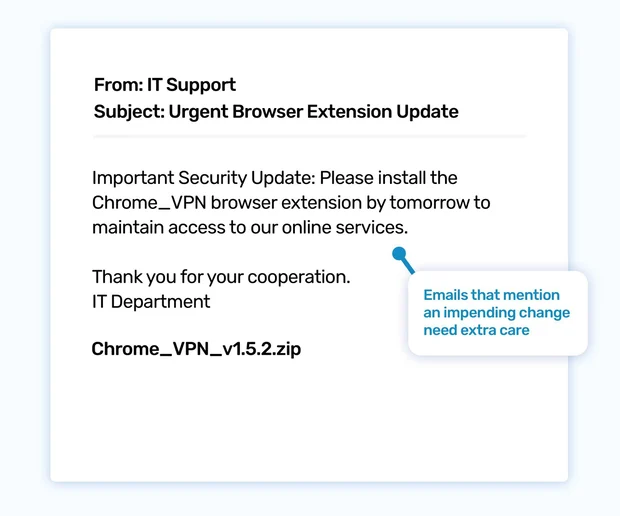 From: IT Support
Subject: Urgent Browser Extension Update
Important Security Update: Please install the
Chrome_VPN browser extension by tomorrow to
maintain access to our online services.
Thank you for your cooperation.
IT Department
Chrome_VPN_v1.5.2.zip
Emails that mention
an impending change
need extra care